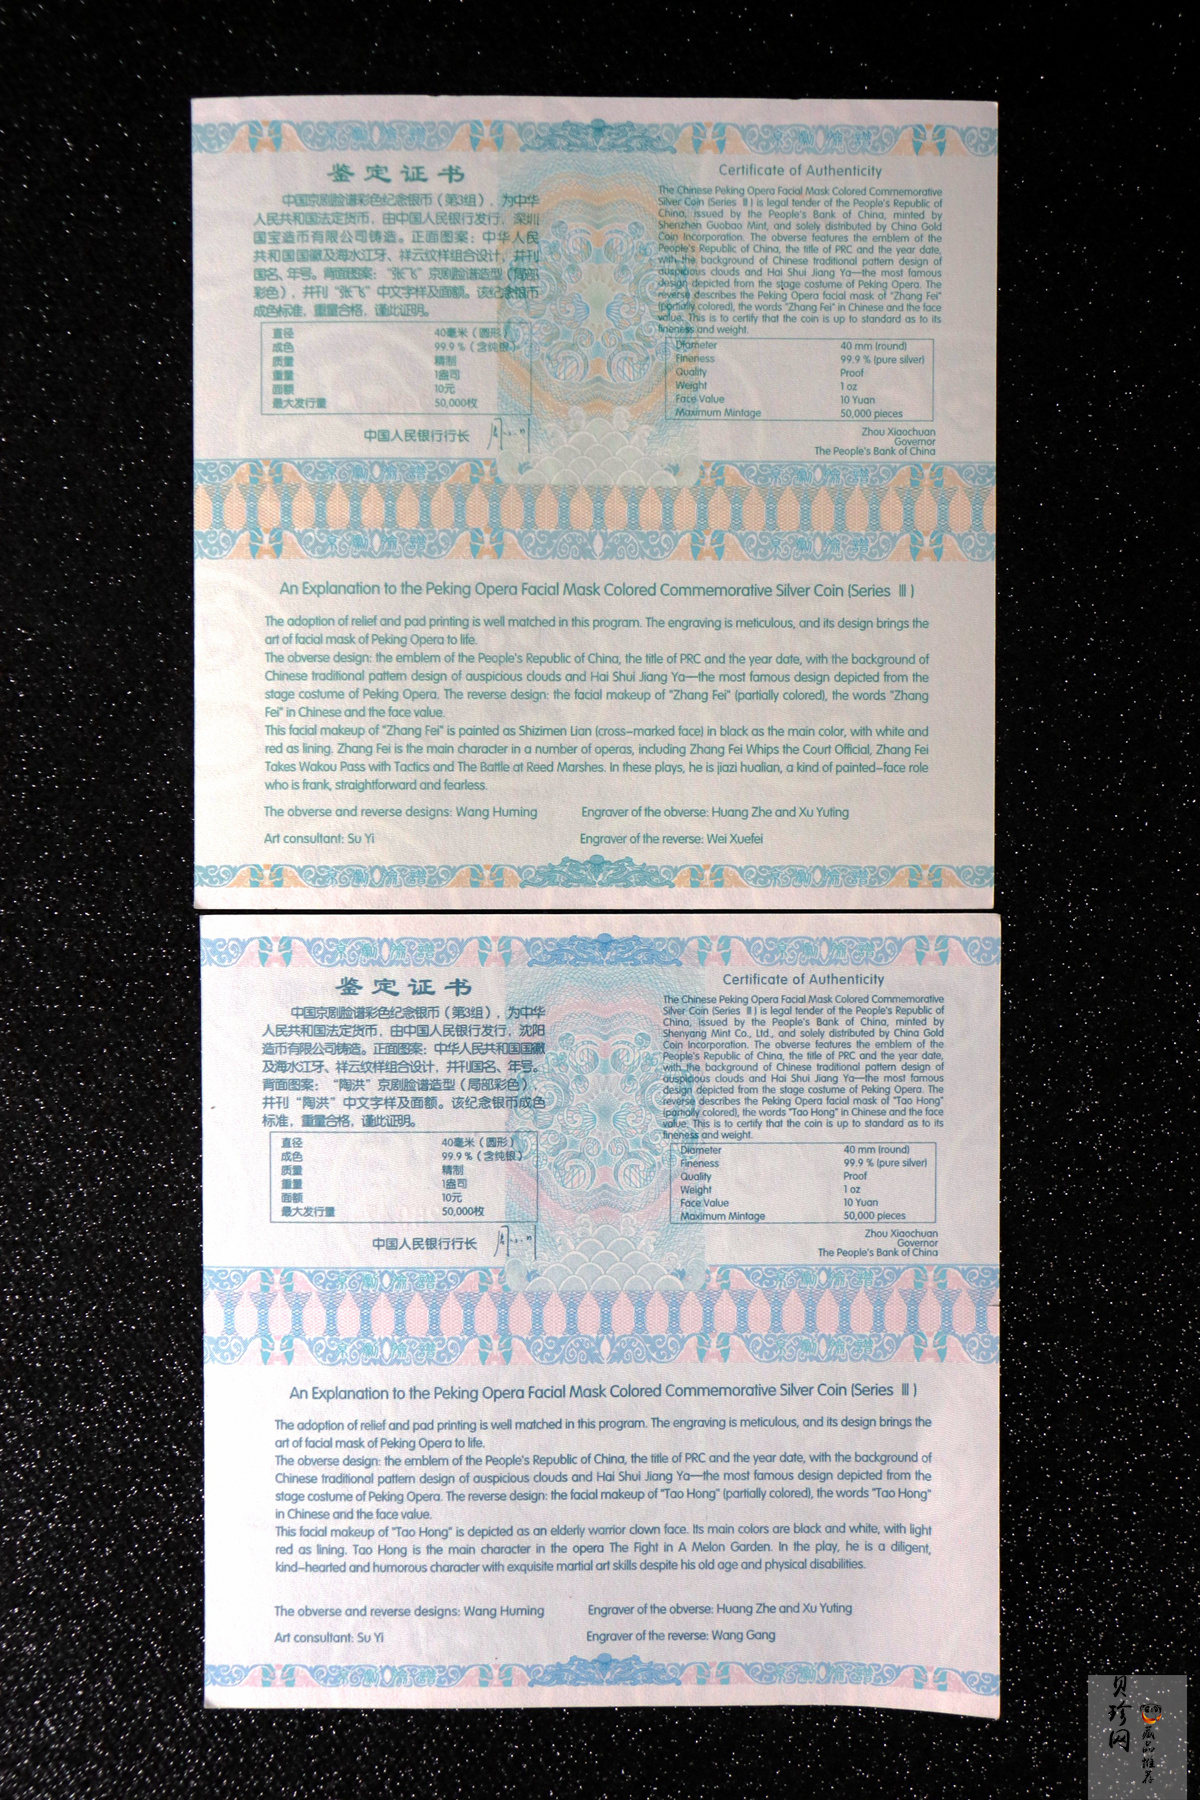 鉴定证书
中国京剧脸谱彩色纪念银币（第3组），为中华
人民共和国法定货币，由中国人民银行发行，深圳
国宝造币有限公司铸造。正面图案：中华人民
共和国国徽及海水江牙、祥云纹样组合设计，并刊
国名、年号。背面图案：“张飞”京剧脸谱造型（局部
彩色），并刊“张飞”中文字样及面额。该纪念银币
成色标准，重量合格，谨此证明。
直径 40毫米（圆形）
成色 99.9％（含纯银）
质量 精制
重量 1盎司
面额 10元
最大发行量 50,000枚
中国人民银行行长
Certificate of Authenticity
The Chinese Peking Opera Facial Mask Colored Commemorative
Silver Coin (Series Ⅲ) is legal tender of the People's Republic of
China, issued by the People's Bank of China, minted by
Shenzhen Guobao Mint, and solely distributed by China Gold
Coin Incorporation. The obverse features the emblem of the
People's Republic of China, the title of PRC and the year date,
with the background of Chinese traditional pattern design of
auspicious clouds and Hai Shui Jiang Ya—the most famous
design depicted from the stage costume of Peking Opera. The
reverse describes the Peking Opera facial mask of "Zhang Fei"
(partially colored), the words "Zhang Fei" in Chinese and the face
value. This is to certify that the coin is up to standard as to its
fineness and weight.
Diameter 40 mm (round)
Fineness 99.9 % (pure silver)
Quality Proof
Weight 1 oz
Face Value 10 Yuan
Maximum Mintage 50,000 pieces
Zhou Xiaochuan
Governor
The People's Bank of China
An Explanation to the Peking Opera Facial Mask Colored Commemorative Silver Coin (Series Ⅲ)
The adoption of relief and pad printing is well matched in this program. The engraving is meticulous, and its design brings the
art of facial mask of Peking Opera to life.
The obverse design: the emblem of the People's Republic of China, the title of PRC and the year date, with the background of
Chinese traditional pattern design of auspicious clouds and Hai Shui Jiang Ya—the most famous design depicted from the
stage costume of Peking Opera. The reverse design: the facial makeup of "Zhang Fei" (partially colored), the words "Zhang
Fei" in Chinese and the face value.
This facial makeup of "Zhang Fei" is painted as Shizimen Lian (cross-marked face) in black as the main color, with white and
red as lining. Zhang Fei is the main character in a number of operas, including Zhang Fei Whips the Court Official, Zhang Fei
Takes Wakou Pass with Tactics and The Battle at Reed Marshes. In these plays, he is jiazi hualian, a kind of painted-face role
who is frank, straightforward and fearless.
The obverse and reverse designs: Wang Huming Engraver of the obverse: Huang Zhe and Xu Yuting
Art consultant: Su Yi Engraver of the reverse: Wei Xuefei
鉴定证书
中国京剧脸谱彩色纪念银币（第3组），为中华
人民共和国法定货币，由中国人民银行发行，沈阳
造币有限公司铸造。正面图案：中华人民共和国国徽
及海水江牙、祥云纹样组合设计，并刊国名、年号。
背面图案：“陶洪”京剧脸谱造型（局部彩色），
并刊“陶洪”中文字样及面额。该纪念银币成色
标准，重量合格，谨此证明。
直径 40毫米（圆形）
成色 99.9％（含纯银）
质量 精制
重量 1盎司
面额 10元
最大发行量 50,000枚
中国人民银行行长
Certificate of Authenticity
The Chinese Peking Opera Facial Mask Colored Commemorative
Silver Coin (Series Ⅲ) is legal tender of the People's Republic of
China, issued by the People's Bank of China, minted by
Shenyang Mint Co., Ltd., and solely distributed by China Gold
Coin Incorporation. The obverse features the emblem of the
People's Republic of China, the title of PRC and the year date,
with the background of Chinese traditional pattern design of
auspicious clouds and Hai Shui Jiang Ya—the most famous
design depicted from the stage costume of Peking Opera. The
reverse describes the Peking Opera facial mask of "Tao Hong"
(partially colored), the words "Tao Hong" in Chinese and the face
value. This is to certify that the coin is up to standard as to its
fineness and weight.
Diameter 40 mm (round)
Fineness 99.9 % (pure silver)
Quality Proof
Weight 1 oz
Face Value 10 Yuan
Maximum Mintage 50,000 pieces
Zhou Xiaochuan
Governor
The People's Bank of China
An Explanation to the Peking Opera Facial Mask Colored Commemorative Silver Coin (Series Ⅲ)
The adoption of relief and pad printing is well matched in this program. The engraving is meticulous, and its design brings the
art of facial mask of Peking Opera to life.
The obverse design: the emblem of the People's Republic of China, the title of PRC and the year date, with the background of
Chinese traditional pattern design of auspicious clouds and Hai Shui Jiang Ya—the most famous design depicted from the
stage costume of Peking Opera. The reverse design: the facial makeup of "Tao Hong" (partially colored), the words "Tao Hong"
in Chinese and the face value.
This facial makeup of "Tao Hong" is depicted as an elderly warrior clown face. Its main colors are black and white, with light
red as lining. Tao Hong is the main character in the opera The Fight in A Melon Garden. In the play, he is a diligent,
kind-hearted and humorous character with exquisite martial art skills despite his old age and physical disabilities.
The obverse and reverse designs: Wang Huming Engraver of the obverse: Huang Zhe and Xu Yuting
Art consultant: Su Yi Engraver of the reverse: Wang Gang
贝珍网
藏品推荐